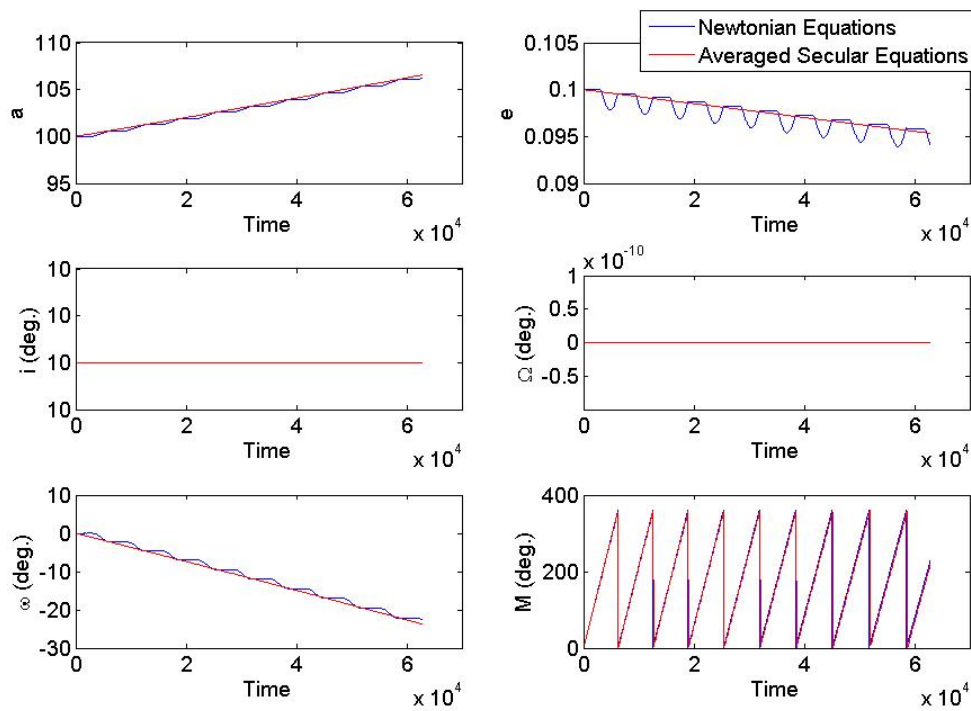 110
105
100
95
a
0 2 4 6
Time
x 10^4
Newtonian Equations
Averaged Secular Equations
0.105
0.1
0.095
0.09
e
0 2 4 6
Time
x 10^4
10
10
10
10
i (deg.)
0 2 4 6
Time
x 10^4
x 10^-10
1
0.5
0
-0.5
Ω (deg.)
0 2 4 6
Time
x 10^4
10
0
-10
-20
-30
ω (deg.)
0 2 4 6
Time
x 10^4
400
200
0
M (deg.)
0 2 4 6
Time
x 10^4